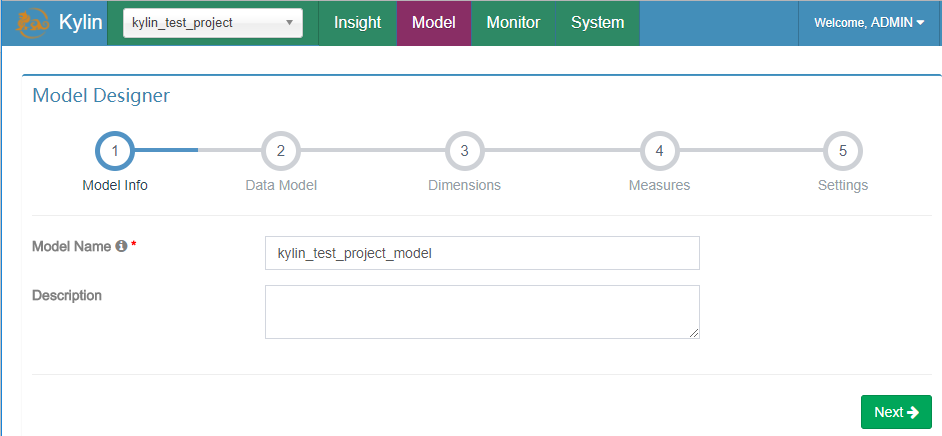 Kylin kylin_test_project Insight Model Monitor System Welcome, ADMIN
Model Designer
1 2 3 4 5
Model Info Data Model Dimensions Measures Settings
Model Name * kylin_test_project_model
Description
Next